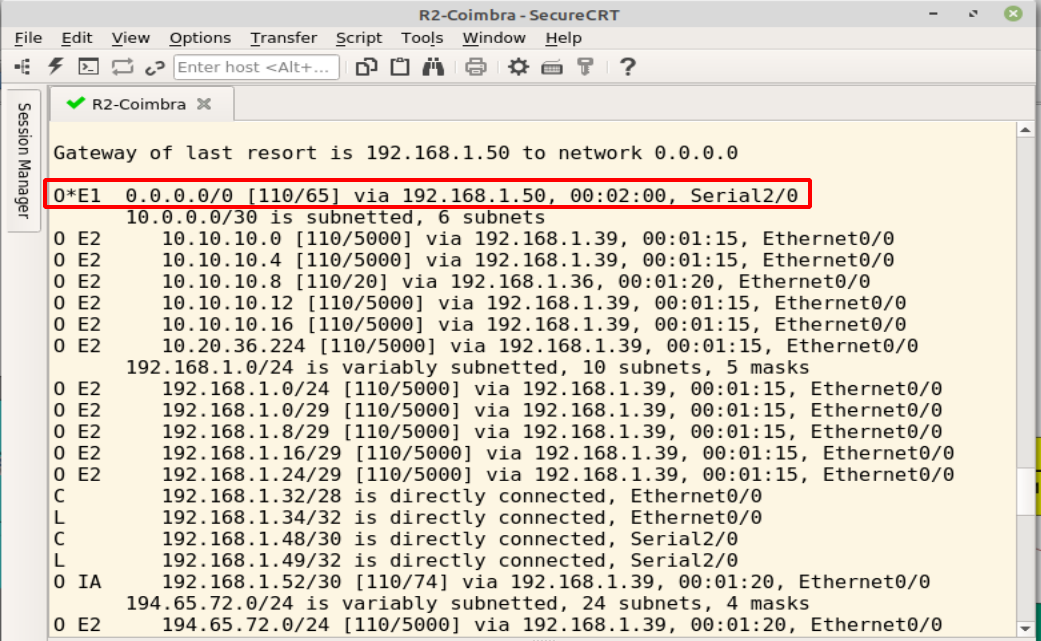 R2-Coimbra - SecureCRT
File Edit View Options Transfer Script Tools Window Help
Enter host <Alt+...
Session Manager
R2-Coimbra
Gateway of last resort is 192.168.1.50 to network 0.0.0.0
O*E1  0.0.0.0/0 [110/65] via 192.168.1.50, 00:02:00, Serial2/0
      10.0.0.0/30 is subnetted, 6 subnets
O E2     10.10.10.0 [110/5000] via 192.168.1.39, 00:01:15, Ethernet0/0
O E2     10.10.10.4 [110/5000] via 192.168.1.39, 00:01:15, Ethernet0/0
O E2     10.10.10.8 [110/20] via 192.168.1.36, 00:01:20, Ethernet0/0
O E2     10.10.10.12 [110/5000] via 192.168.1.39, 00:01:15, Ethernet0/0
O E2     10.10.10.16 [110/5000] via 192.168.1.39, 00:01:15, Ethernet0/0
O E2     10.20.36.224 [110/5000] via 192.168.1.39, 00:01:15, Ethernet0/0
      192.168.1.0/24 is variably subnetted, 10 subnets, 5 masks
O E2     192.168.1.0/24 [110/5000] via 192.168.1.39, 00:01:15, Ethernet0/0
O E2     192.168.1.0/29 [110/5000] via 192.168.1.39, 00:01:15, Ethernet0/0
O E2     192.168.1.8/29 [110/5000] via 192.168.1.39, 00:01:15, Ethernet0/0
O E2     192.168.1.16/29 [110/5000] via 192.168.1.39, 00:01:15, Ethernet0/0
O E2     192.168.1.24/29 [110/5000] via 192.168.1.39, 00:01:15, Ethernet0/0
C        192.168.1.32/28 is directly connected, Ethernet0/0
L        192.168.1.34/32 is directly connected, Ethernet0/0
C        192.168.1.48/30 is directly connected, Serial2/0
L        192.168.1.49/32 is directly connected, Serial2/0
O IA     192.168.1.52/30 [110/74] via 192.168.1.39, 00:01:20, Ethernet0/0
      194.65.72.0/24 is variably subnetted, 24 subnets, 4 masks
O E2     194.65.72.0/24 [110/5000] via 192.168.1.39, 00:01:20, Ethernet0/0